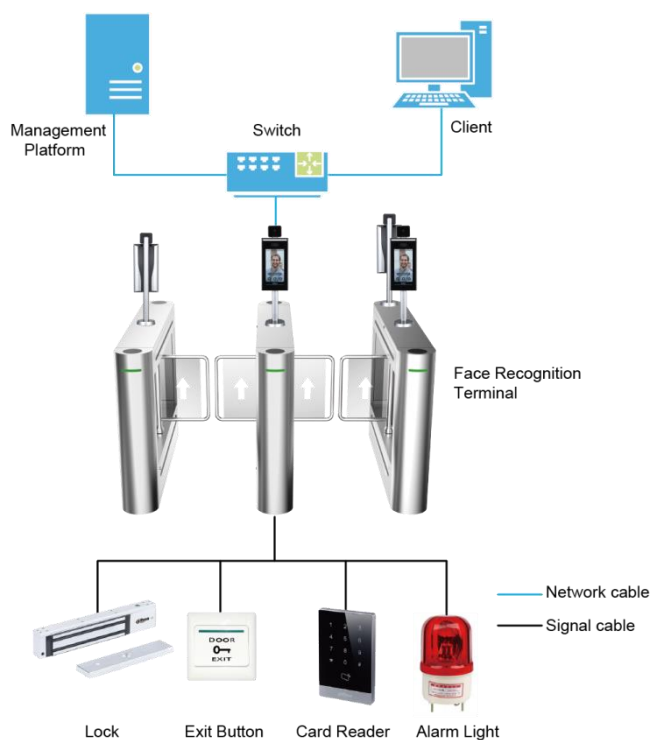 Management
Platform
Switch
Client
Face Recognition
Terminal
Network cable
Signal cable
DOOR
EXIT
Lock
Exit Button
Card Reader
Alarm Light